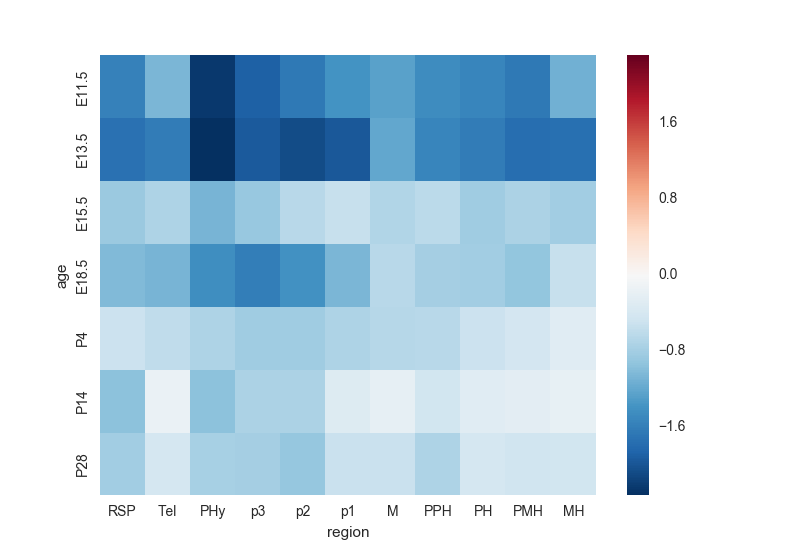 E11.5
E13.5
E15.5
E18.5
P4
P14
P28
age
RSP Tel PHy p3 p2 p1 M PPH PH PMH MH
region
1.6
0.8
0.0
−0.8
−1.6